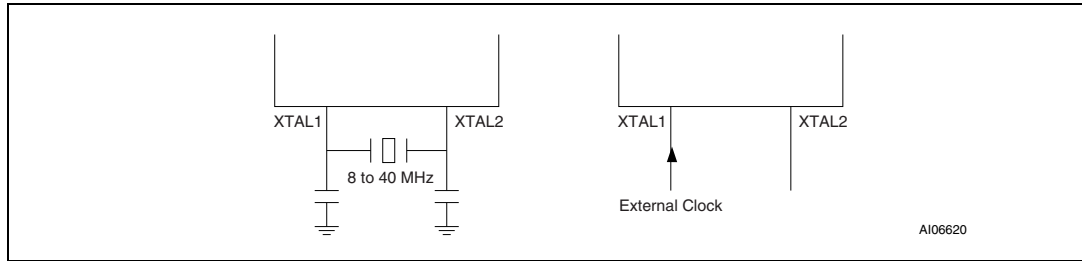 XTAL1 XTAL2
8 to 40 MHz
XTAL1 XTAL2
External Clock
AI06620